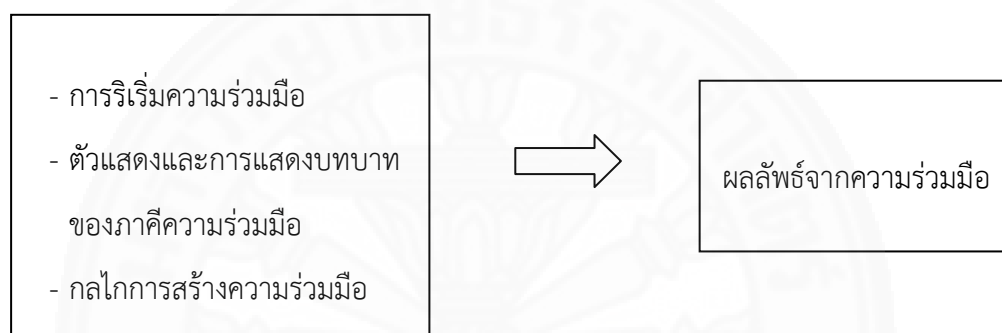 - การริเริ่มความร่วมมือ
- ตัวแสดงและการแสดงบทบาท
ของภาคีความร่วมมือ
- กลไกการสร้างความร่วมมือ
ผลลัพธ์จากความร่วมมือ